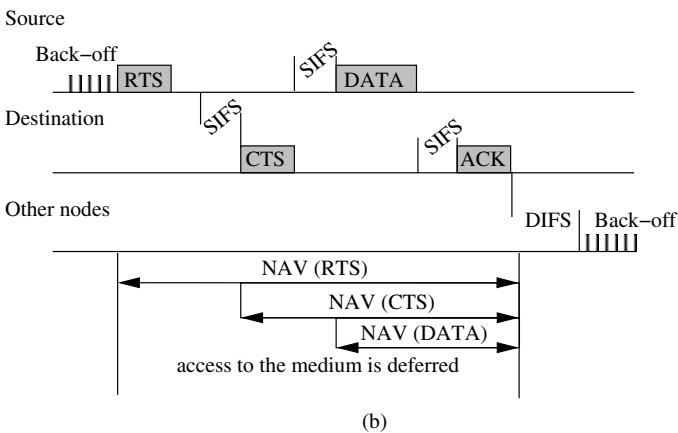 Source
Back−off
RTS
SIFS
DATA
Destination
SIFS
CTS
SIFS
ACK
Other nodes
DIFS
Back−off
NAV (RTS)
NAV (CTS)
NAV (DATA)
access to the medium is deferred
(b)